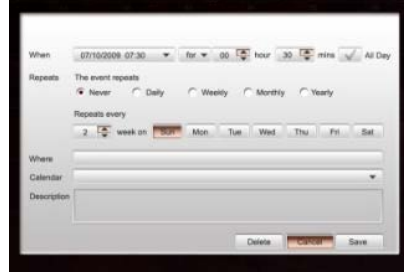 When 07/10/2009 07:30 for 00 hour 30 mins All Day
Repeats The event repeats
Never Daily Weekly Monthly Yearly
Repeats every
2 week on Sun Mon Tue Wed Thu Fri Sat
Where
Calendar
Description
Delete Cancel Save